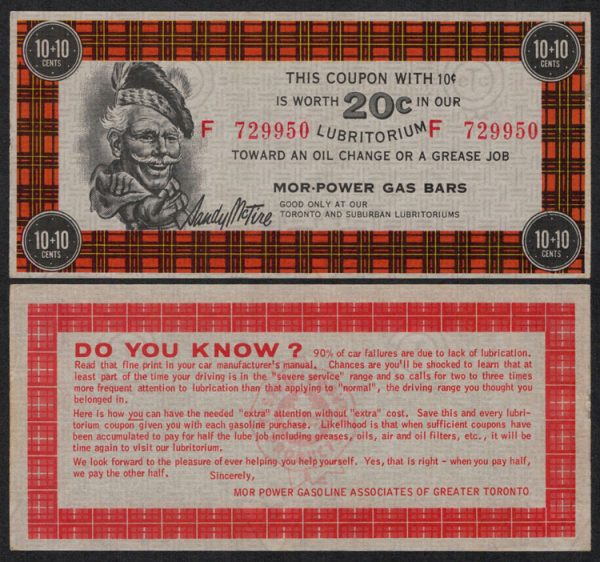 10+10
CENTS
10+10
CENTS
THIS COUPON WITH 10¢
IS WORTH 20c IN OUR
F 729950 LUBRITORIUM F 729950
TOWARD AN OIL CHANGE OR A GREASE JOB
MOR-POWER GAS BARS
GOOD ONLY AT OUR
TORONTO AND SUBURBAN LUBRITORIUMS
Sandy McTire
10+10
CENTS
10+10
CENTS
DO YOU KNOW? 90% of car failures are due to lack of lubrication.
Read that fine print in your car manufacturer's manual. Chances are you'll be shocked to learn that at
least part of the time your driving is in the "severe service" range and so calls for two to three times
more frequent attention to lubrication than that applying to "normal", the driving range you thought you
belonged in.
Here is how you can have the needed "extra" attention without "extra" cost. Save this and every lubri-
torium coupon given you with each gasoline purchase. Likelihood is that when sufficient coupons have
been accumulated to pay for half the lube job including greases, oils, air and oil filters, etc., it will be
time again to visit our lubritorium.
We look forward to the pleasure of ever helping you help yourself. Yes, that is right - when you pay half,
we pay the other half. Sincerely,
MOR POWER GASOLINE ASSOCIATES OF GREATER TORONTO